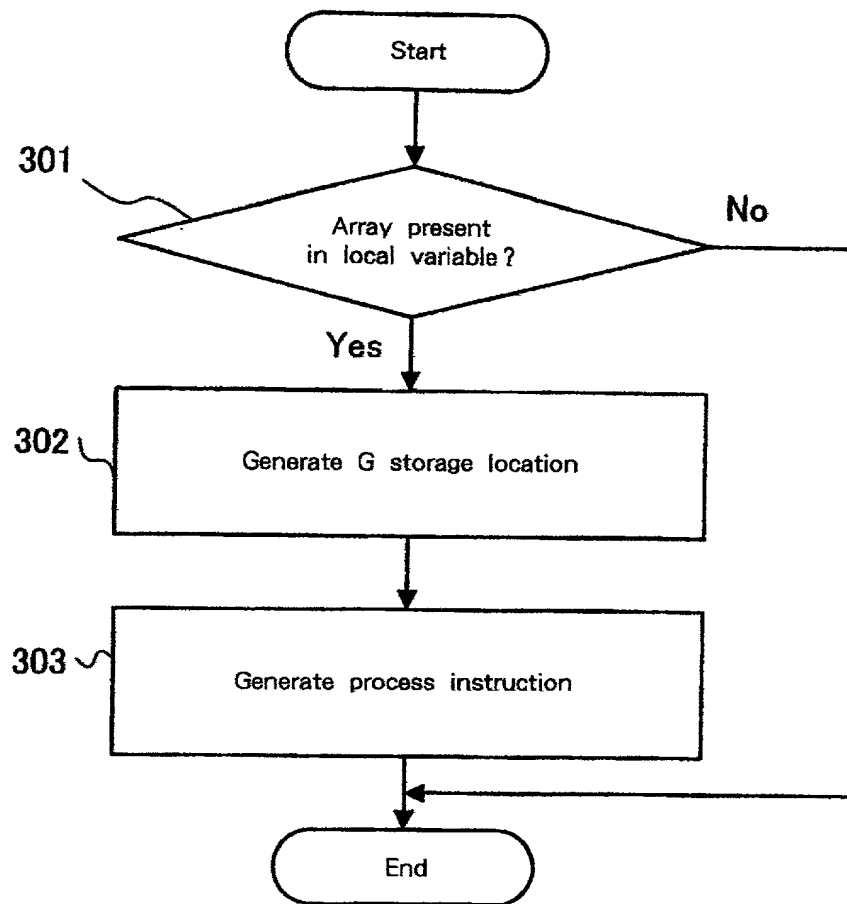 Start
301
Array present
in local variable?
No
Yes
302
Generate G storage location
303
Generate process instruction
End